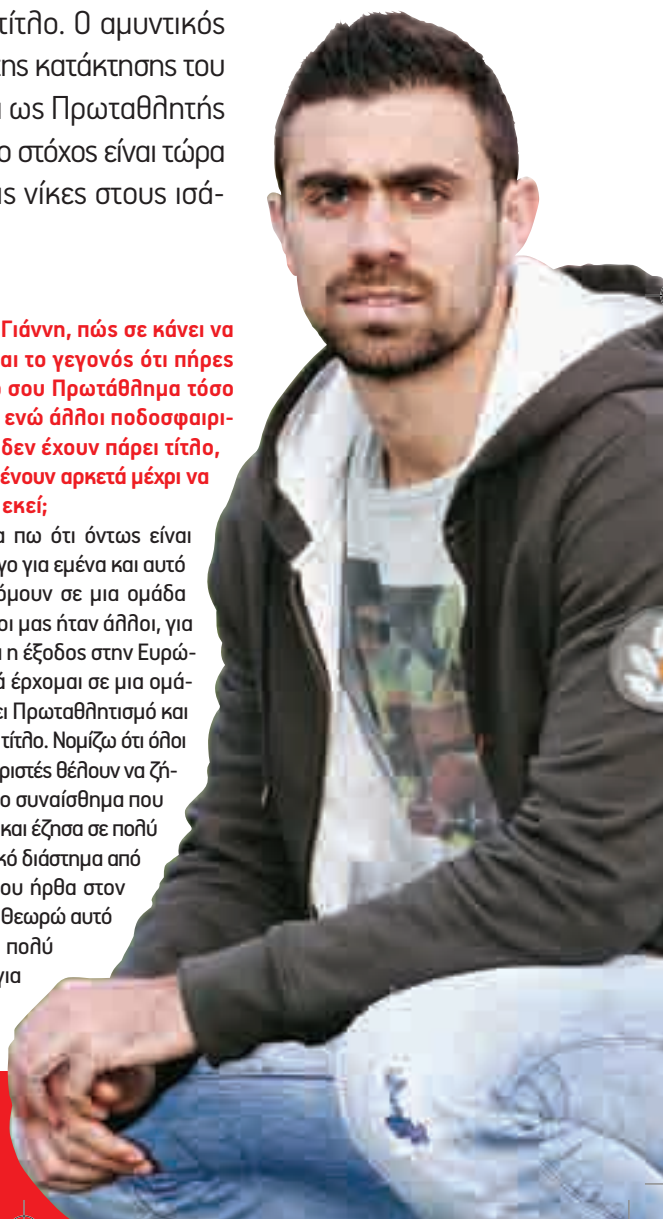 τίτλο. Ο αμυντικός
της κατάκτησης του
ως Πρωταθλητής
ο στόχος είναι τώρα
νίκες στους ισά-
Γιάννη, πώς σε κάνει να
αι το γεγονός ότι πήρες
σου Πρωτάθλημα τόσο
ενώ άλλοι ποδοσφαιρι-
δεν έχουν πάρει τίτλο,
ένουν αρκετά μέχρι να
εκεί;
α πω ότι όντως είναι
γο για εμένα και αυτό
όμουν σε μια ομάδα
οι μας ήταν άλλοι, για
η έξοδος στην Ευρώ-
ά έρχομαι σε μια ομά-
ει Πρωταθλητισμό και
τίτλο. Νομίζω ότι όλοι
ριστές θέλουν να ζή-
ο συναίσθημα που
και έζησα σε πολύ
κό διάστημα από
ου ήρθα στον
θεωρώ αυτό
πολύ
για